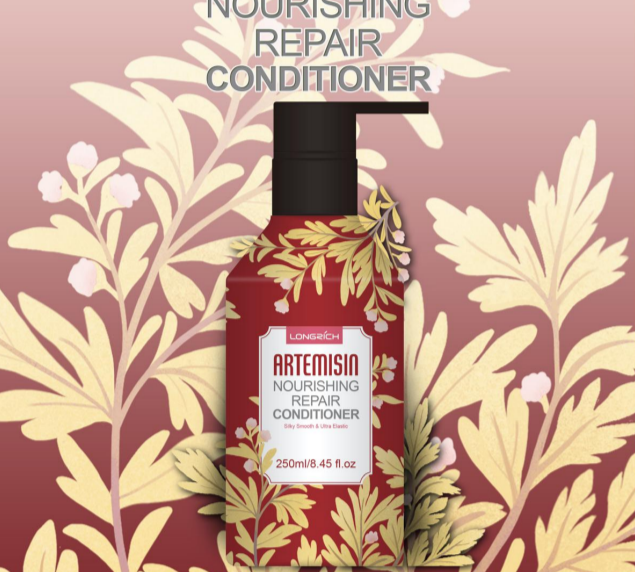 NOURISHING
REPAIR
CONDITIONER
LONGRICH
ARTEMISIN
NOURISHING
REPAIR
CONDITIONER
Silky Smooth & Ultra Elastic
250ml/8.45 fl.oz